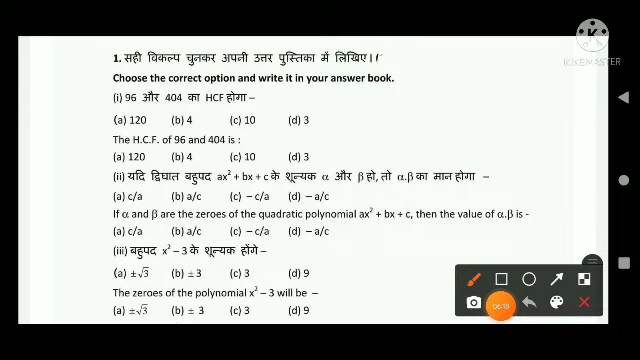 1. सही विकल्प चुनकर अपनी उत्तर पुस्तिका में लिखिए। (
Choose the correct option and write it in your answer book.
(i) 96 और 404 का HCF होगा –
(a) 120 (b) 4 (c) 10 (d) 3
The H.C.F of 96 and 404 is :
(a) 120 (b) 4 (c) 10 (d) 3
(ii) यदि द्विघात बहुपद ax² + bx + c के शून्यक α और β हो, तो α.β का मान होगा –
(a) c/a (b) a/c (c) – c/a (d) – a/c
If α and β are the zeroes of the quadratic polynomial ax² + bx + c, then the value of α.β is -
(a) c/a (b) a/c (c) – c/a (d) – a/c
(iii) बहुपद x² – 3 के शून्यक होंगे –
(a) ±√3 (b) ± 3 (c) 3 (d) 9
The zeroes of the polynomial x² – 3 will be –
(a) ±√3 (b) ± 3 (c) 3 (d) 9
K
KINEMASTER
06:18